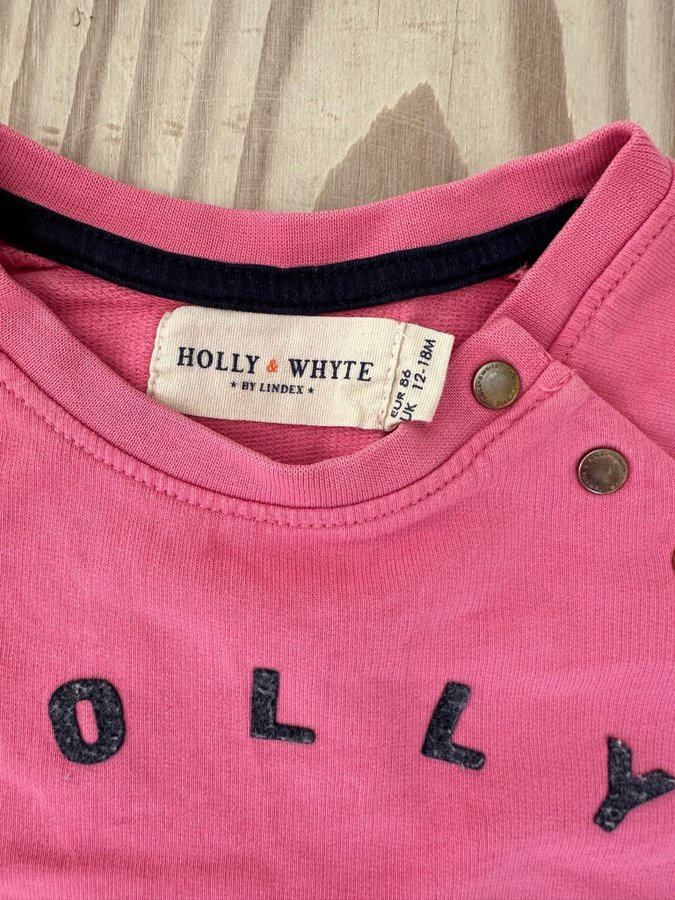 HOLLY & WHYTE
★ BY LINDEX ★
EUR 86
UK 12-18M
OLLY